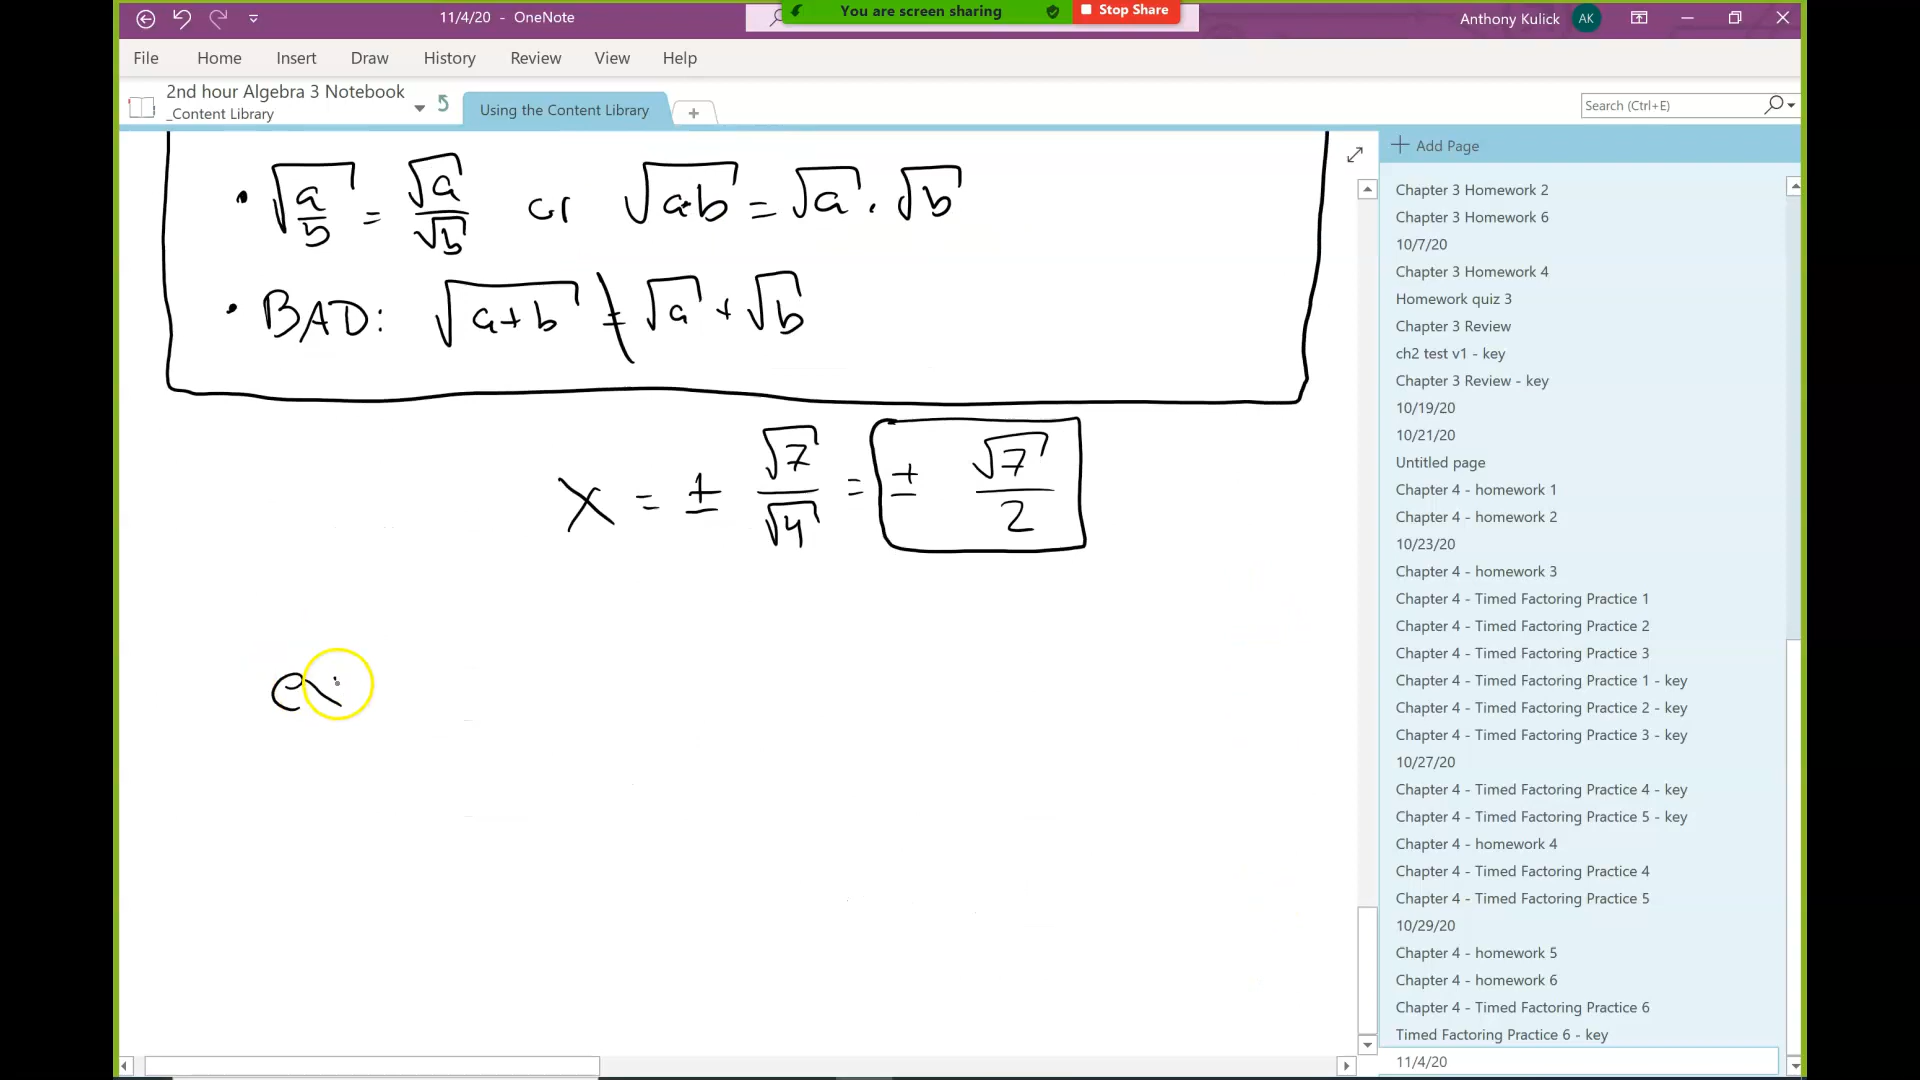 11/4/20 - OneNote
You are screen sharing
Stop Share
Anthony Kulick
AK
File Home Insert Draw History Review View Help
2nd hour Algebra 3 Notebook
_Content Library
Using the Content Library
Search (Ctrl+E)
• √(a/b) = √a/√b or √(a·b) = √a · √b
• BAD: √(a+b) ≠ √a + √b
x = ± √7/√4 = ± √7/2
ex
Add Page
Chapter 3 Homework 2
Chapter 3 Homework 6
10/7/20
Chapter 3 Homework 4
Homework quiz 3
Chapter 3 Review
ch2 test v1 - key
Chapter 3 Review - key
10/19/20
10/21/20
Untitled page
Chapter 4 - homework 1
Chapter 4 - homework 2
10/23/20
Chapter 4 - homework 3
Chapter 4 - Timed Factoring Practice 1
Chapter 4 - Timed Factoring Practice 2
Chapter 4 - Timed Factoring Practice 3
Chapter 4 - Timed Factoring Practice 1 - key
Chapter 4 - Timed Factoring Practice 2 - key
Chapter 4 - Timed Factoring Practice 3 - key
10/27/20
Chapter 4 - Timed Factoring Practice 4 - key
Chapter 4 - Timed Factoring Practice 5 - key
Chapter 4 - homework 4
Chapter 4 - Timed Factoring Practice 4
Chapter 4 - Timed Factoring Practice 5
10/29/20
Chapter 4 - homework 5
Chapter 4 - homework 6
Chapter 4 - Timed Factoring Practice 6
Timed Factoring Practice 6 - key
11/4/20